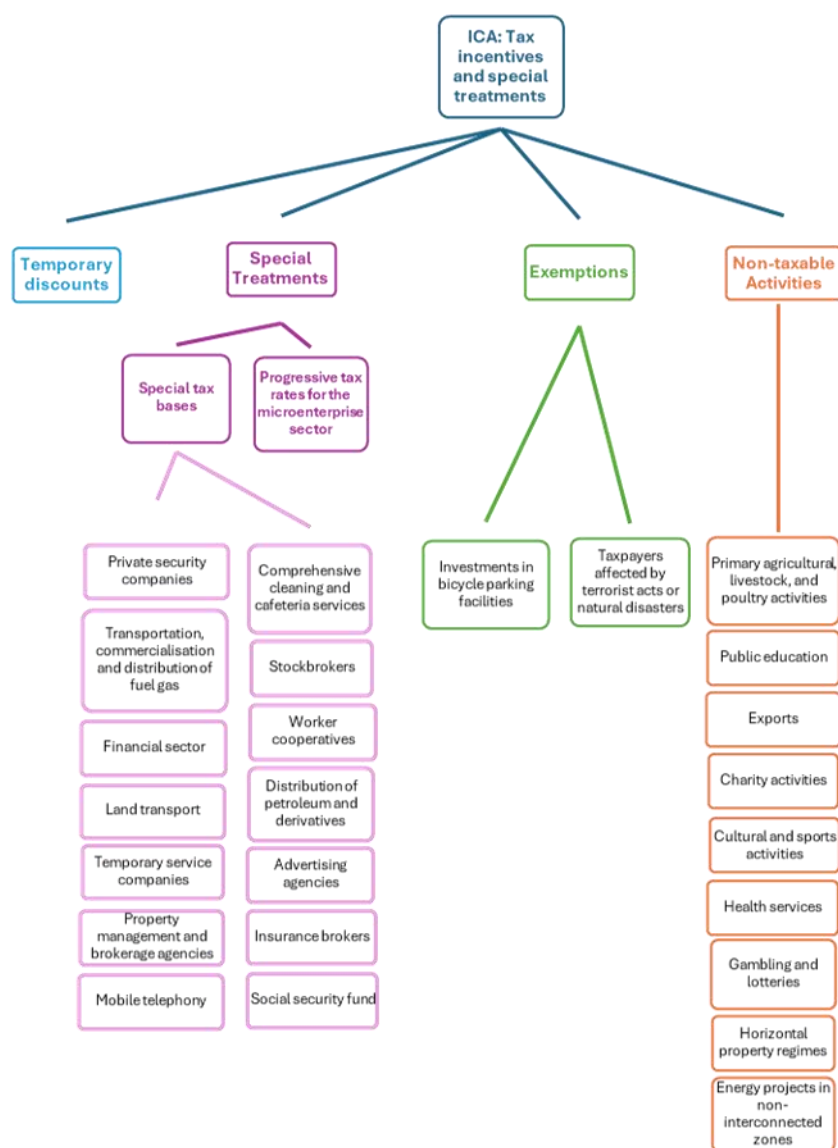 ICA: Tax
incentives
and special
treatments
Temporary
discounts
Special
Treatments
Exemptions
Non-taxable
Activities
Special tax
bases
Progressive tax
rates for the
microenterprise
sector
Private security
companies
Transportation,
commercialisation
and distribution of
fuel gas
Financial sector
Land transport
Temporary service
companies
Property
management and
brokerage agencies
Mobile telephony
Comprehensive
cleaning and
cafeteria services
Stockbrokers
Worker
cooperatives
Distribution of
petroleum and
derivatives
Advertising
agencies
Insurance brokers
Social security fund
Investments in
bicycle parking
facilities
Taxpayers
affected by
terrorist acts or
natural disasters
Primary agricultural,
livestock, and
poultry activities
Public education
Exports
Charity activities
Cultural and sports
activities
Health services
Gambling and
lotteries
Horizontal
property regimes
Energy projects in
non-
interconnected
zones